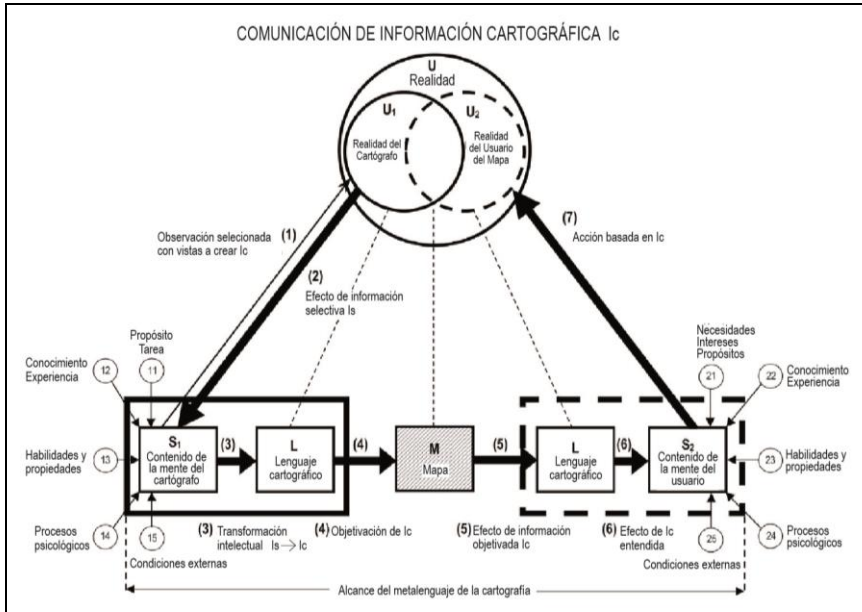 COMUNICACIÓN DE INFORMACIÓN CARTOGRÁFICA Ic
U
Realidad
U1
Realidad del
Cartógrafo
U2
Realidad
del Usuario
del Mapa
(1)
Observación selecionada
con vistas a crear Ic
(2)
Efecto de información
selectiva Is
(7)
Acción basada en Ic
Propósito
Tarea
Conocimiento
Experiencia
12
11
Habilidades y
propiedades
13
Procesos
psicológicos
14
15
Condiciones externas
S1
Contenido de
la mente del
cartógrafo
(3)
L
Lenguaje
cartográfico
(4)
M
Mapa
(5)
L
Lenguaje
cartográfico
(6)
S2
Contenido de
la mente del
usuario
Necesidades
Intereses
Propósitos
21
22
Conocimiento
Experiencia
23
Habilidades y
propiedades
24
Procesos
psicológicos
25
Condiciones externas
(3) Transformación
intelectual Is → Ic
(4) Objetivación de Ic
(5) Efecto de información
objetivada Ic
(6) Efecto de Ic
entendida
Alcance del metalenguaje de la cartografía